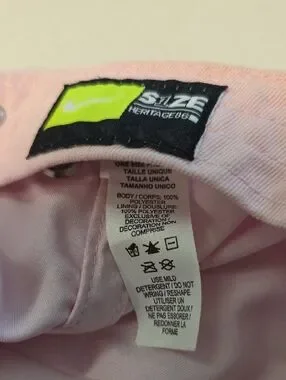 SIZE
HERITAGE86
ONE SIZE
TAILLE UNIQUE
TALLA UNICA
TAMANHO UNICO
BODY / CORPS: 100%
POLYESTER
LINING / DOUBLURE:
100% POLYESTER
EXCLUSIVE OF
DECORATION /
DECORATION NON
COMPRISE
USE MILD
DETERGENT / DO NOT
WRING / RESHAPE
UTILISER UN
DETERGENT DOUX /
NE PAS ESSORER /
REDONNER LA
FORME